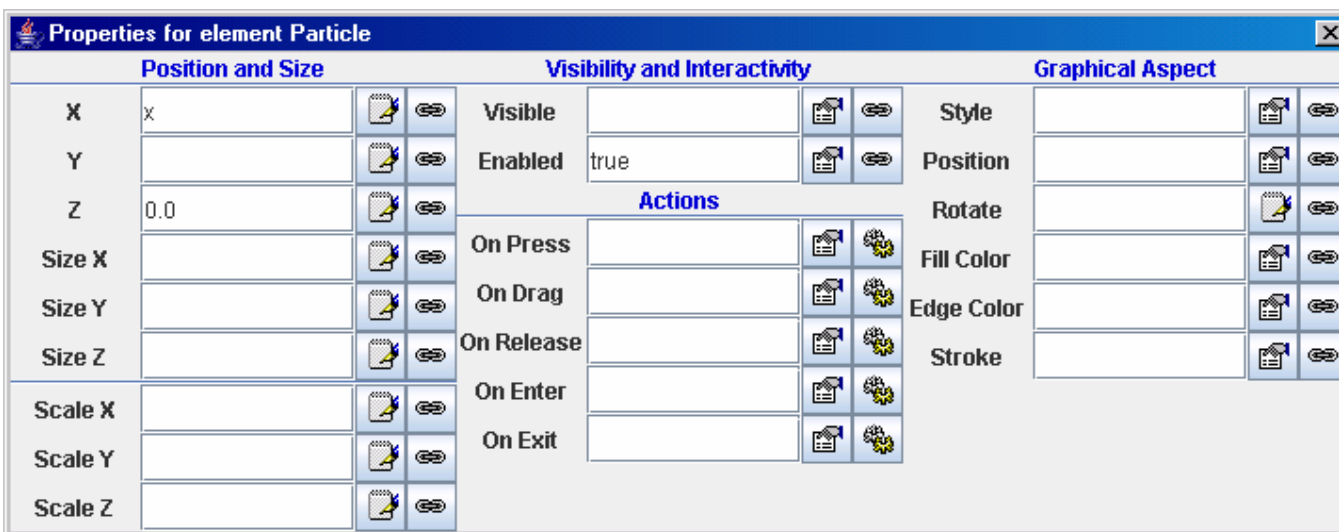 Properties for element Particle
Position and Size
X x
Y
Z 0.0
Size X
Size Y
Size Z
Scale X
Scale Y
Scale Z
Visibility and Interactivity
Visible
Enabled true
Actions
On Press
On Drag
On Release
On Enter
On Exit
Graphical Aspect
Style
Position
Rotate
Fill Color
Edge Color
Stroke